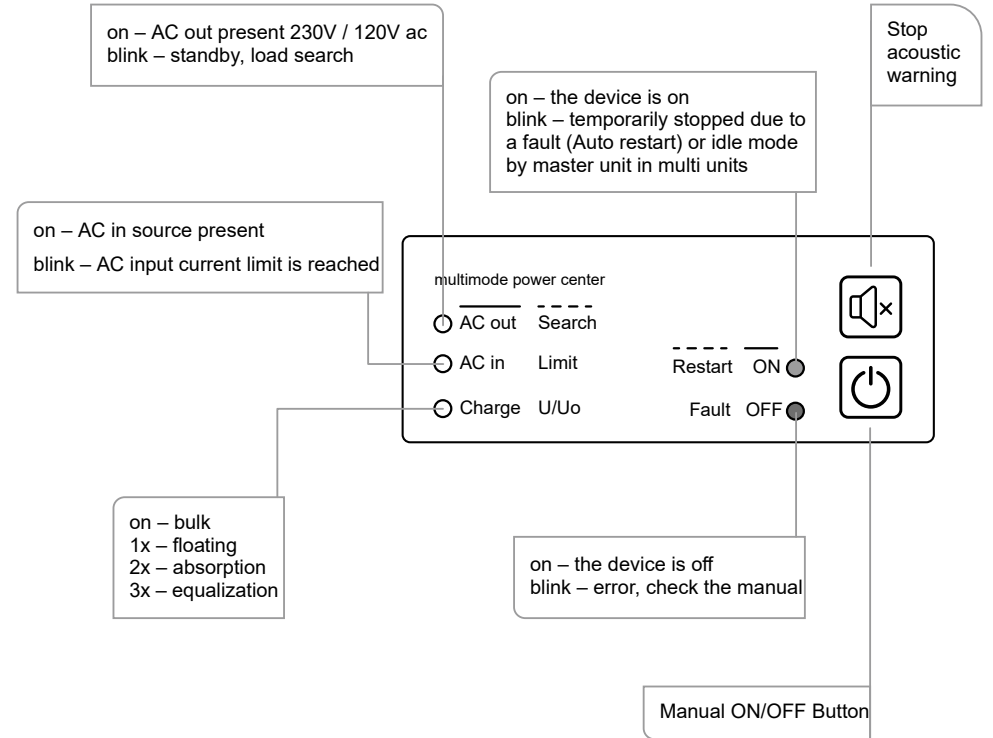 on – AC out present 230V / 120V ac
blink – standby, load search
Stop
acoustic
warning
on – the device is on
blink – temporarily stopped due to
a fault (Auto restart) or idle mode
by master unit in multi units
on – AC in source present
blink – AC input current limit is reached
multimode power center
AC out Search
AC in Limit
Restart ON
Charge U/Uo
Fault OFF
on – bulk
1x – floating
2x – absorption
3x – equalization
on – the device is off
blink – error, check the manual
Manual ON/OFF Button